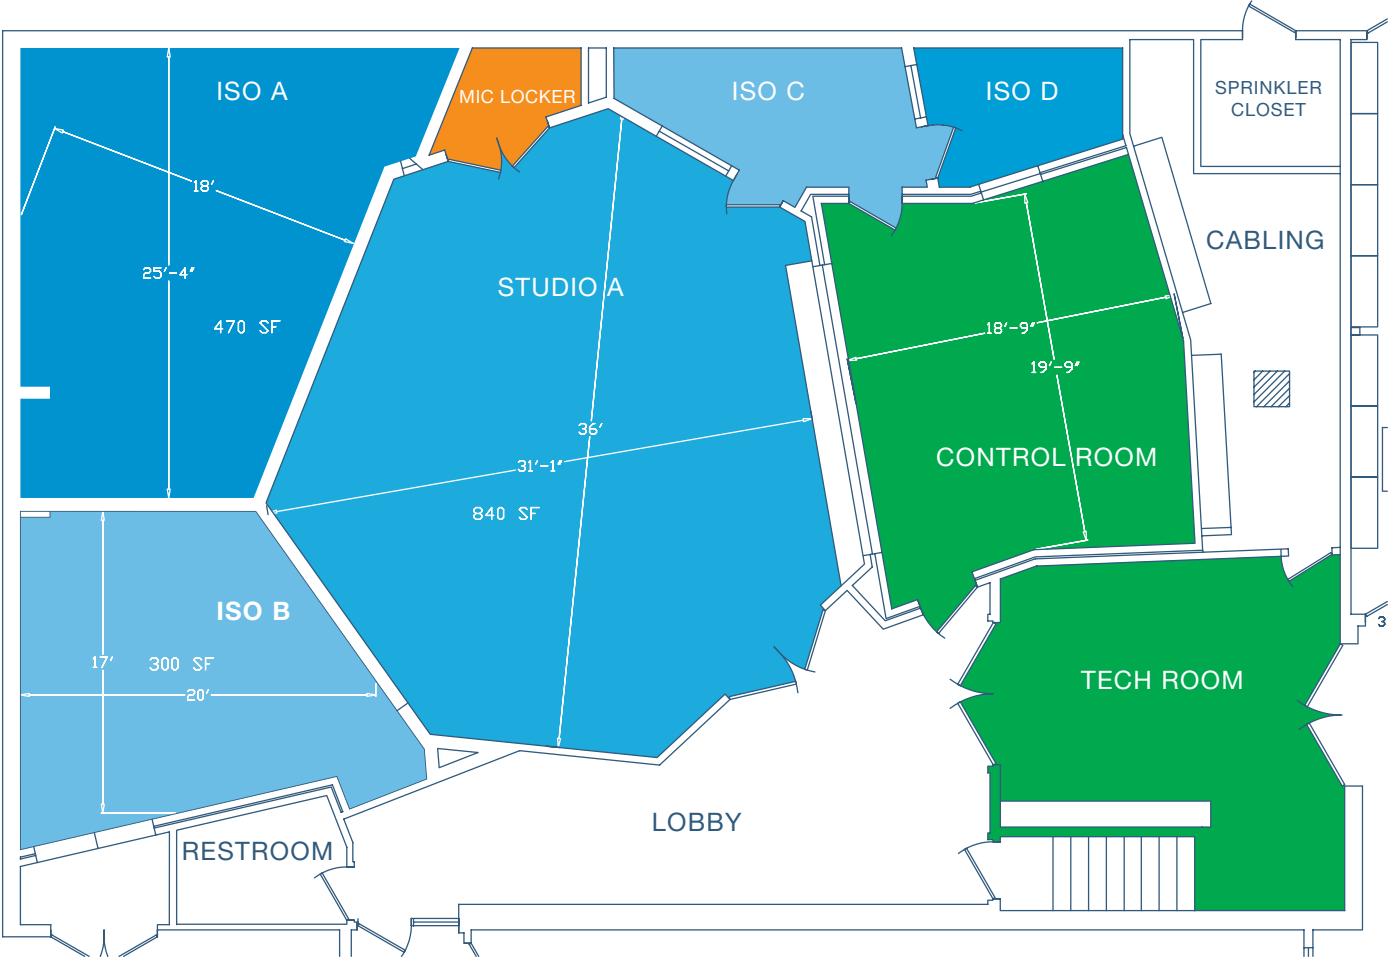 ISO A
MIC LOCKER
ISO C
ISO D
SPRINKLER
CLOSET
18'
CABLING
25'-4"
STUDIO A
470 SF
18'-9"
19'-9"
36'
CONTROL ROOM
31'-1"
840 SF
ISO B
3
17'
300 SF
20'
TECH ROOM
LOBBY
RESTROOM